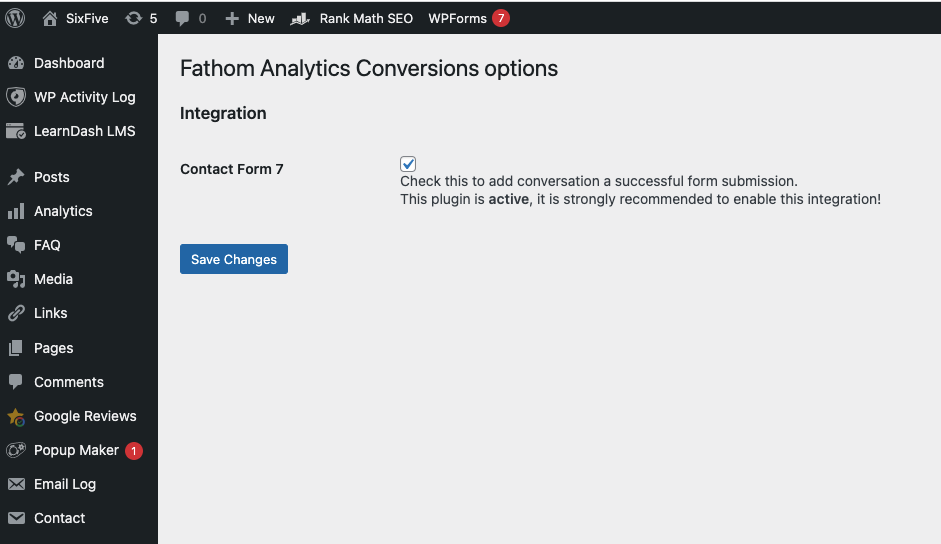 SixFive 5 0 New Rank Math SEO WPForms 7
Dashboard
WP Activity Log
LearnDash LMS
Posts
Analytics
FAQ
Media
Links
Pages
Comments
Google Reviews
Popup Maker 1
Email Log
Contact
Fathom Analytics Conversions options
Integration
Contact Form 7
Check this to add conversation a successful form submission.
This plugin is active, it is strongly recommended to enable this integration!
Save Changes